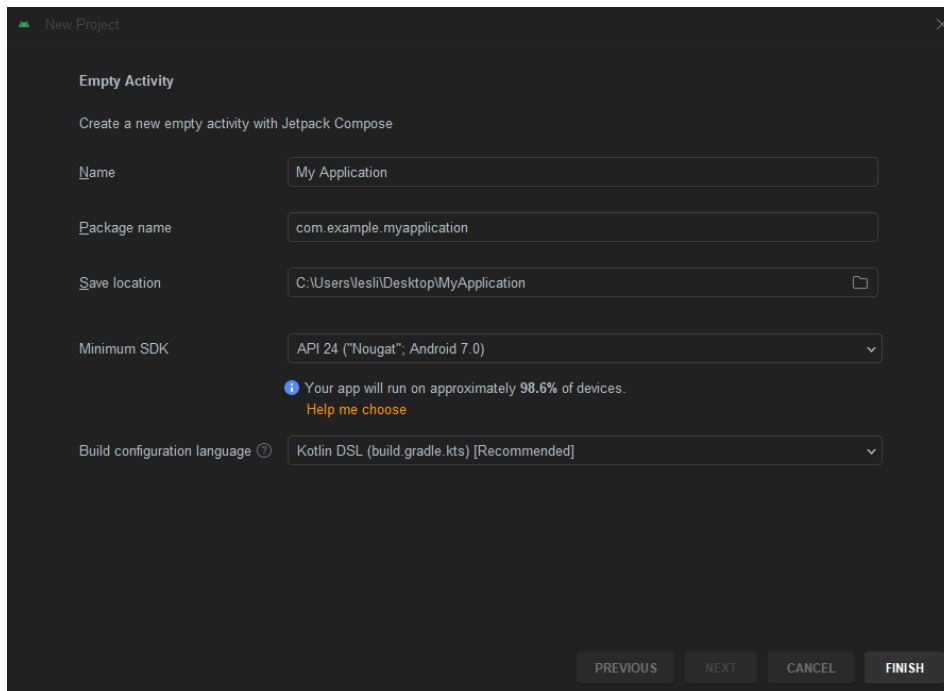 New Project
Empty Activity
Create a new empty activity with Jetpack Compose
Name My Application
Package name com.example.myapplication
Save location C:\Users\lesli\Desktop\MyApplication
Minimum SDK API 24 ("Nougat"; Android 7.0)
Your app will run on approximately 98.6% of devices.
Help me choose
Build configuration language ? Kotlin DSL (build.gradle.kts) [Recommended]
PREVIOUS NEXT CANCEL FINISH